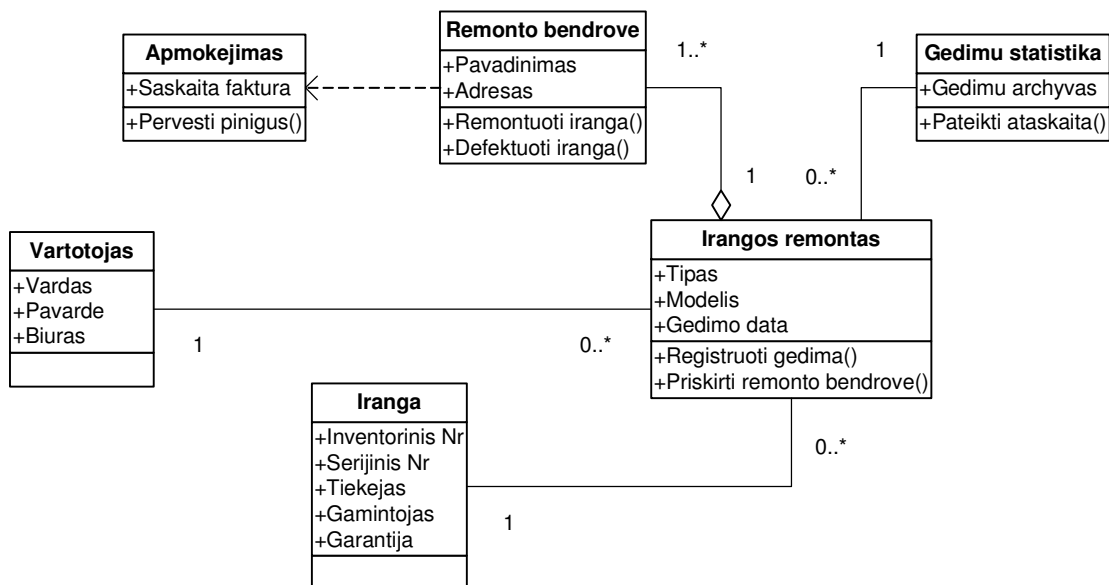 Apmokejimas
+Saskaita faktura
+Pervesti pinigus()
Remonto bendrove
+Pavadinimas
+Adresas
+Remontuoti iranga()
+Defektuoti iranga()
1..*
1
1
Gedimu statistika
+Gedimu archyvas
+Pateikti ataskaita()
0..*
Vartotojas
+Vardas
+Pavarde
+Biuras
1
0..*
Irangos remontas
+Tipas
+Modelis
+Gedimo data
+Registruoti gedima()
+Priskirti remonto bendrove()
Iranga
+Inventorinis Nr
+Serijinis Nr
+Tiekejas
+Gamintojas
+Garantija
1
0..*